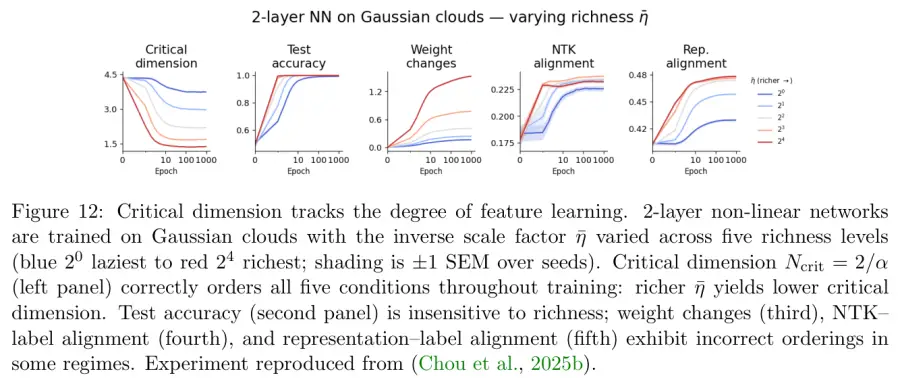 2-layer NN on Gaussian clouds — varying richness η̄
Critical dimension
Test accuracy
Weight changes
NTK alignment
Rep. alignment
4.5
3.0
1.5
0 10 100 1000
Epoch
1.0
0.8
0.6
0 10 100 1000
Epoch
1.2
0.6
0.0
0 10 100 1000
Epoch
0.225
0.200
0.175
0 10 100 1000
Epoch
0.48
0.45
0.42
0 10 100 1000
Epoch
η̄ (richer →)
2⁰
2¹
2²
2³
2⁴
Figure 12: Critical dimension tracks the degree of feature learning. 2-layer non-linear networks
are trained on Gaussian clouds with the inverse scale factor η̄ varied across five richness levels
(blue 2⁰ laziest to red 2⁴ richest; shading is ±1 SEM over seeds). Critical dimension N_crit = 2/α
(left panel) correctly orders all five conditions throughout training: richer η̄ yields lower critical
dimension. Test accuracy (second panel) is insensitive to richness; weight changes (third), NTK–
label alignment (fourth), and representation–label alignment (fifth) exhibit incorrect orderings in
some regimes. Experiment reproduced from (Chou et al., 2025b).